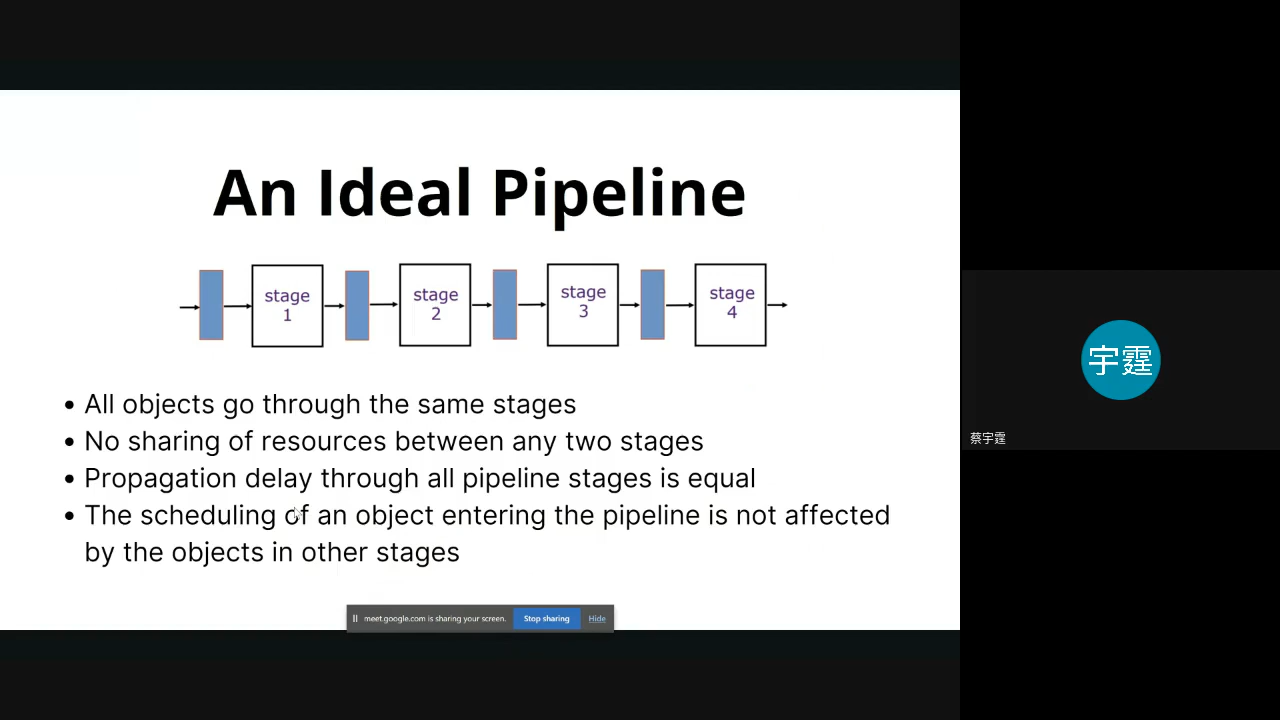 An Ideal Pipeline
stage
1
stage
2
stage
3
stage
4
• All objects go through the same stages
• No sharing of resources between any two stages
• Propagation delay through all pipeline stages is equal
• The scheduling of an object entering the pipeline is not affected
by the objects in other stages
meet.google.com is sharing your screen. Stop sharing Hide
宇霆
蔡宇霆